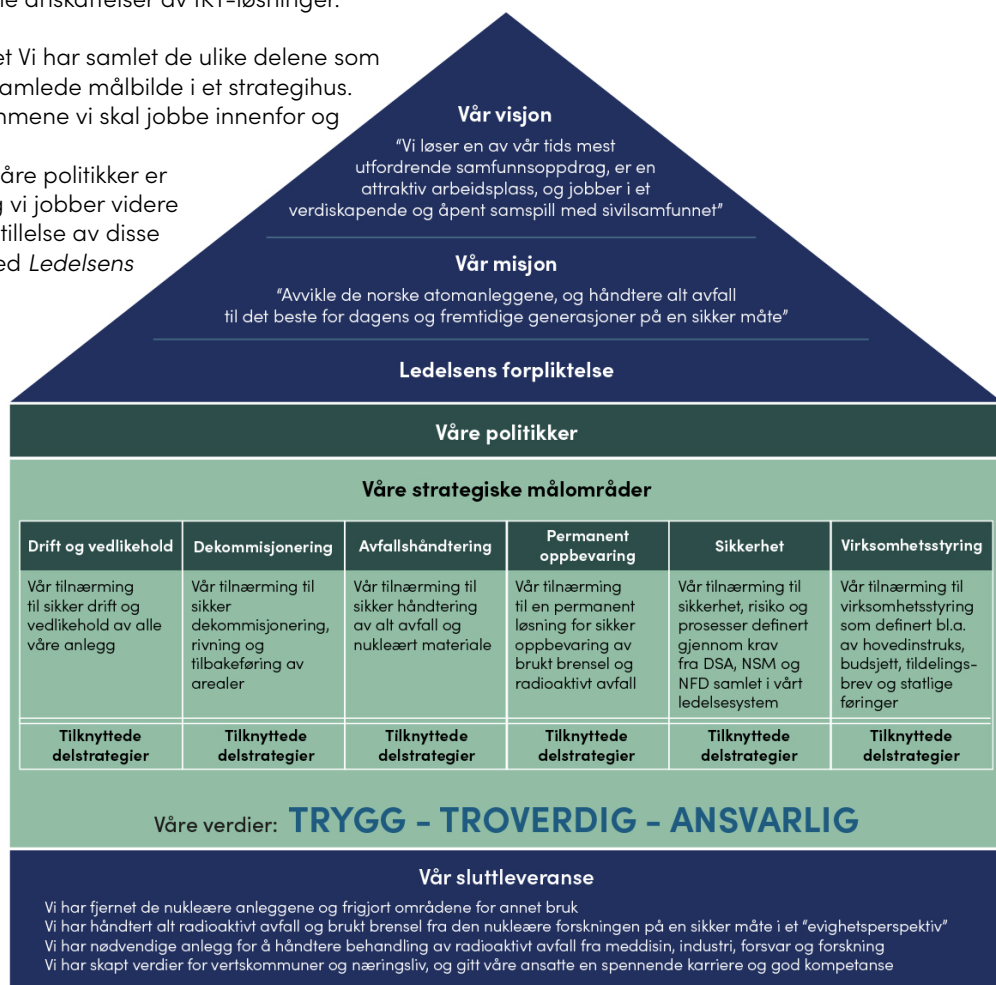 anskaffelser av IKT-løsninger.
et Vi har samlet de ulike delene som
amlede målbilde i et strategihus.
mmene vi skal jobbe innenfor og
åre politikker er
g vi jobber videre
tillelse av disse
ed Ledelsens
Vår visjon
“Vi løser en av vår tids mest
utfordrende samfunnsoppdrag, er en
attraktiv arbeidsplass, og jobber i et
verdiskapende og åpent samspill med sivilsamfunnet”
Vår misjon
“Avvikle de norske atomanleggene, og håndtere alt avfall
til det beste for dagens og fremtidige generasjoner på en sikker måte”
Ledelsens forpliktelse
Våre politikker
Våre strategiske målområder
Drift og vedlikehold
Vår tilnærming
til sikker drift og
vedlikehold av alle
våre anlegg
Tilknyttede
delstrategier
Dekommisjonering
Vår tilnærming til
sikker
dekommisjonering,
rivning og
tilbakeføring av
arealer
Tilknyttede
delstrategier
Avfallshåndtering
Vår tilnærming til
sikker håndtering
av alt avfall og
nukleært materiale
Tilknyttede
delstrategier
Permanent
oppbevaring
Vår tilnærming
til en permanent
løsning for sikker
oppbevaring av
brukt brensel og
radioaktivt avfall
Tilknyttede
delstrategier
Sikkerhet
Vår tilnærming til
sikkerhet, risiko og
prosesser definert
gjennom krav
fra DSA, NSM og
NFD samlet i vårt
ledelsesystem
Tilknyttede
delstrategier
Virksomhetsstyring
Vår tilnærming til
virksomhetsstyring
som definert bl.a.
av hovedinstruks,
budsjett, tildelings-
brev og statlige
føringer
Tilknyttede
delstrategier
Våre verdier: TRYGG - TROVERDIG - ANSVARLIG
Vår sluttleveranse
Vi har fjernet de nukleære anleggene og frigjort områdene for annet bruk
Vi har håndtert alt radioaktivt avfall og brukt brensel fra den nukleære forskningen på en sikker måte i et “evighetsperspektiv”
Vi har nødvendige anlegg for å håndtere behandling av radioaktivt avfall fra meddisin, industri, forsvar og forskning
Vi har skapt verdier for vertskommuner og næringsliv, og gitt våre ansatte en spennende karriere og god kompetanse